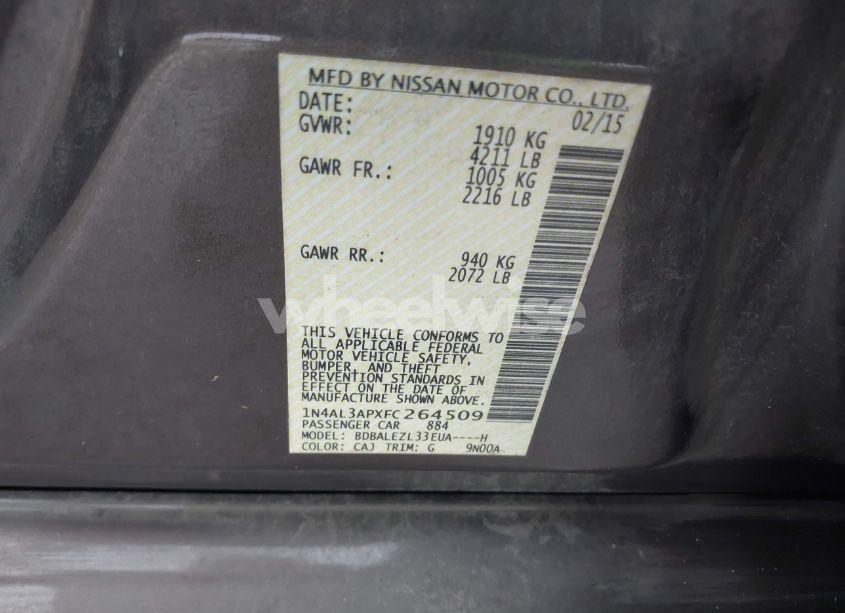 MFD BY NISSAN MOTOR CO., LTD.
DATE: 02/15
GVWR: 1910 KG
4211 LB
GAWR FR.: 1005 KG
2216 LB
GAWR RR.: 940 KG
2072 LB
wheelwise
THIS VEHICLE CONFORMS TO
ALL APPLICABLE FEDERAL
MOTOR VEHICLE SAFETY,
BUMPER, AND THEFT
PREVENTION STANDARDS IN
EFFECT ON THE DATE OF
MANUFACTURE SHOWN ABOVE.
1N4AL3APXFC264509
PASSENGER CAR 884
MODEL: BDBALEZL33EUA----H
COLOR: CAJ TRIM: G 9N00A